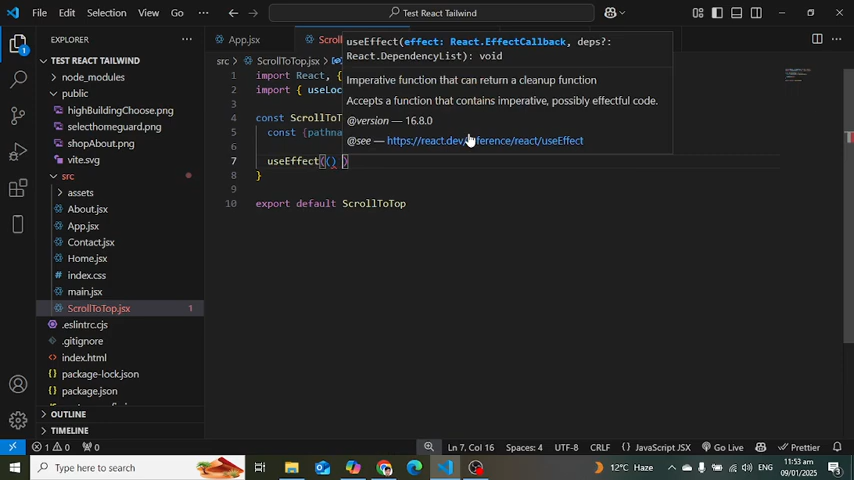 File Edit Selection View Go ··· Test React Tailwind
EXPLORER ···
TEST REACT TAILWIND
node_modules
public
highBuildingChoose.png
selecthomeguard.png
shopAbout.png
vite.svg
src
assets
About.jsx
App.jsx
Contact.jsx
Home.jsx
index.css
main.jsx
ScrollToTop.jsx 1
.eslintrc.cjs
.gitignore
index.html
package-lock.json
package.json
OUTLINE
TIMELINE
App.jsx
src > ScrollToTop.jsx >
1 import React, {
2 import { useLoc
3
4 const ScrollToT
5 const {pathna
6
7 useEffect(() )
8 }
9
10 export default ScrollToTop
useEffect(effect: React.EffectCallback, deps?:
React.DependencyList): void
Imperative function that can return a cleanup function
Accepts a function that contains imperative, possibly effectful code.
@version — 16.8.0
@see — https://react.dev/reference/react/useEffect
1 0 0 Ln 7, Col 16 Spaces: 4 UTF-8 CRLF {} JavaScript JSX Go Live Prettier
Type here to search
12°C Haze ENG
11:53 am
09/01/2025
3